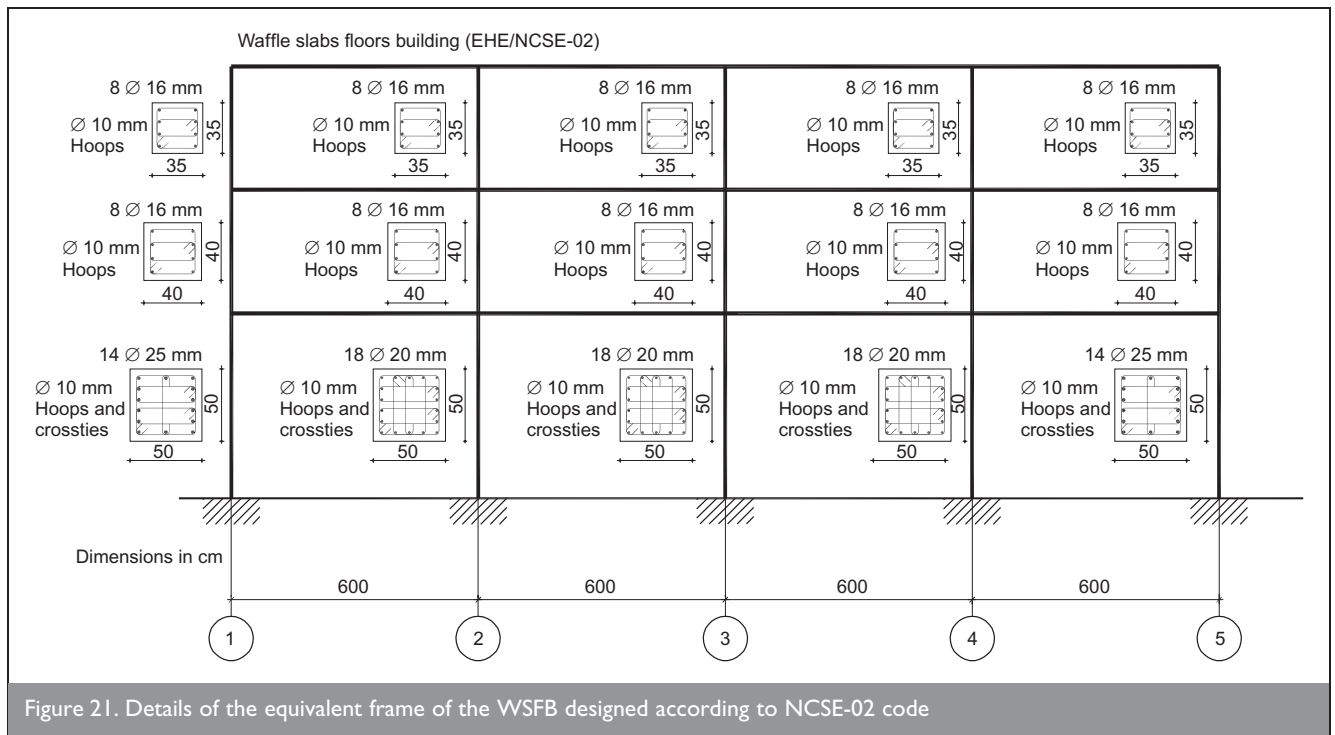 Waffle slabs floors building (EHE/NCSE-02)
8 ∅ 16 mm
∅ 10 mm
Hoops
35
35
8 ∅ 16 mm
∅ 10 mm
Hoops
35
35
8 ∅ 16 mm
∅ 10 mm
Hoops
35
35
8 ∅ 16 mm
∅ 10 mm
Hoops
35
35
8 ∅ 16 mm
∅ 10 mm
Hoops
35
35
8 ∅ 16 mm
∅ 10 mm
Hoops
40
40
8 ∅ 16 mm
∅ 10 mm
Hoops
40
40
8 ∅ 16 mm
∅ 10 mm
Hoops
40
40
8 ∅ 16 mm
∅ 10 mm
Hoops
40
40
8 ∅ 16 mm
∅ 10 mm
Hoops
40
40
14 ∅ 25 mm
∅ 10 mm
Hoops and
crossties
50
50
18 ∅ 20 mm
∅ 10 mm
Hoops and
crossties
50
50
18 ∅ 20 mm
∅ 10 mm
Hoops and
crossties
50
50
18 ∅ 20 mm
∅ 10 mm
Hoops and
crossties
50
50
14 ∅ 25 mm
∅ 10 mm
Hoops and
crossties
50
50
Dimensions in cm
600
600
600
600
1
2
3
4
5
Figure 21. Details of the equivalent frame of the WSFB designed according to NCSE-02 code